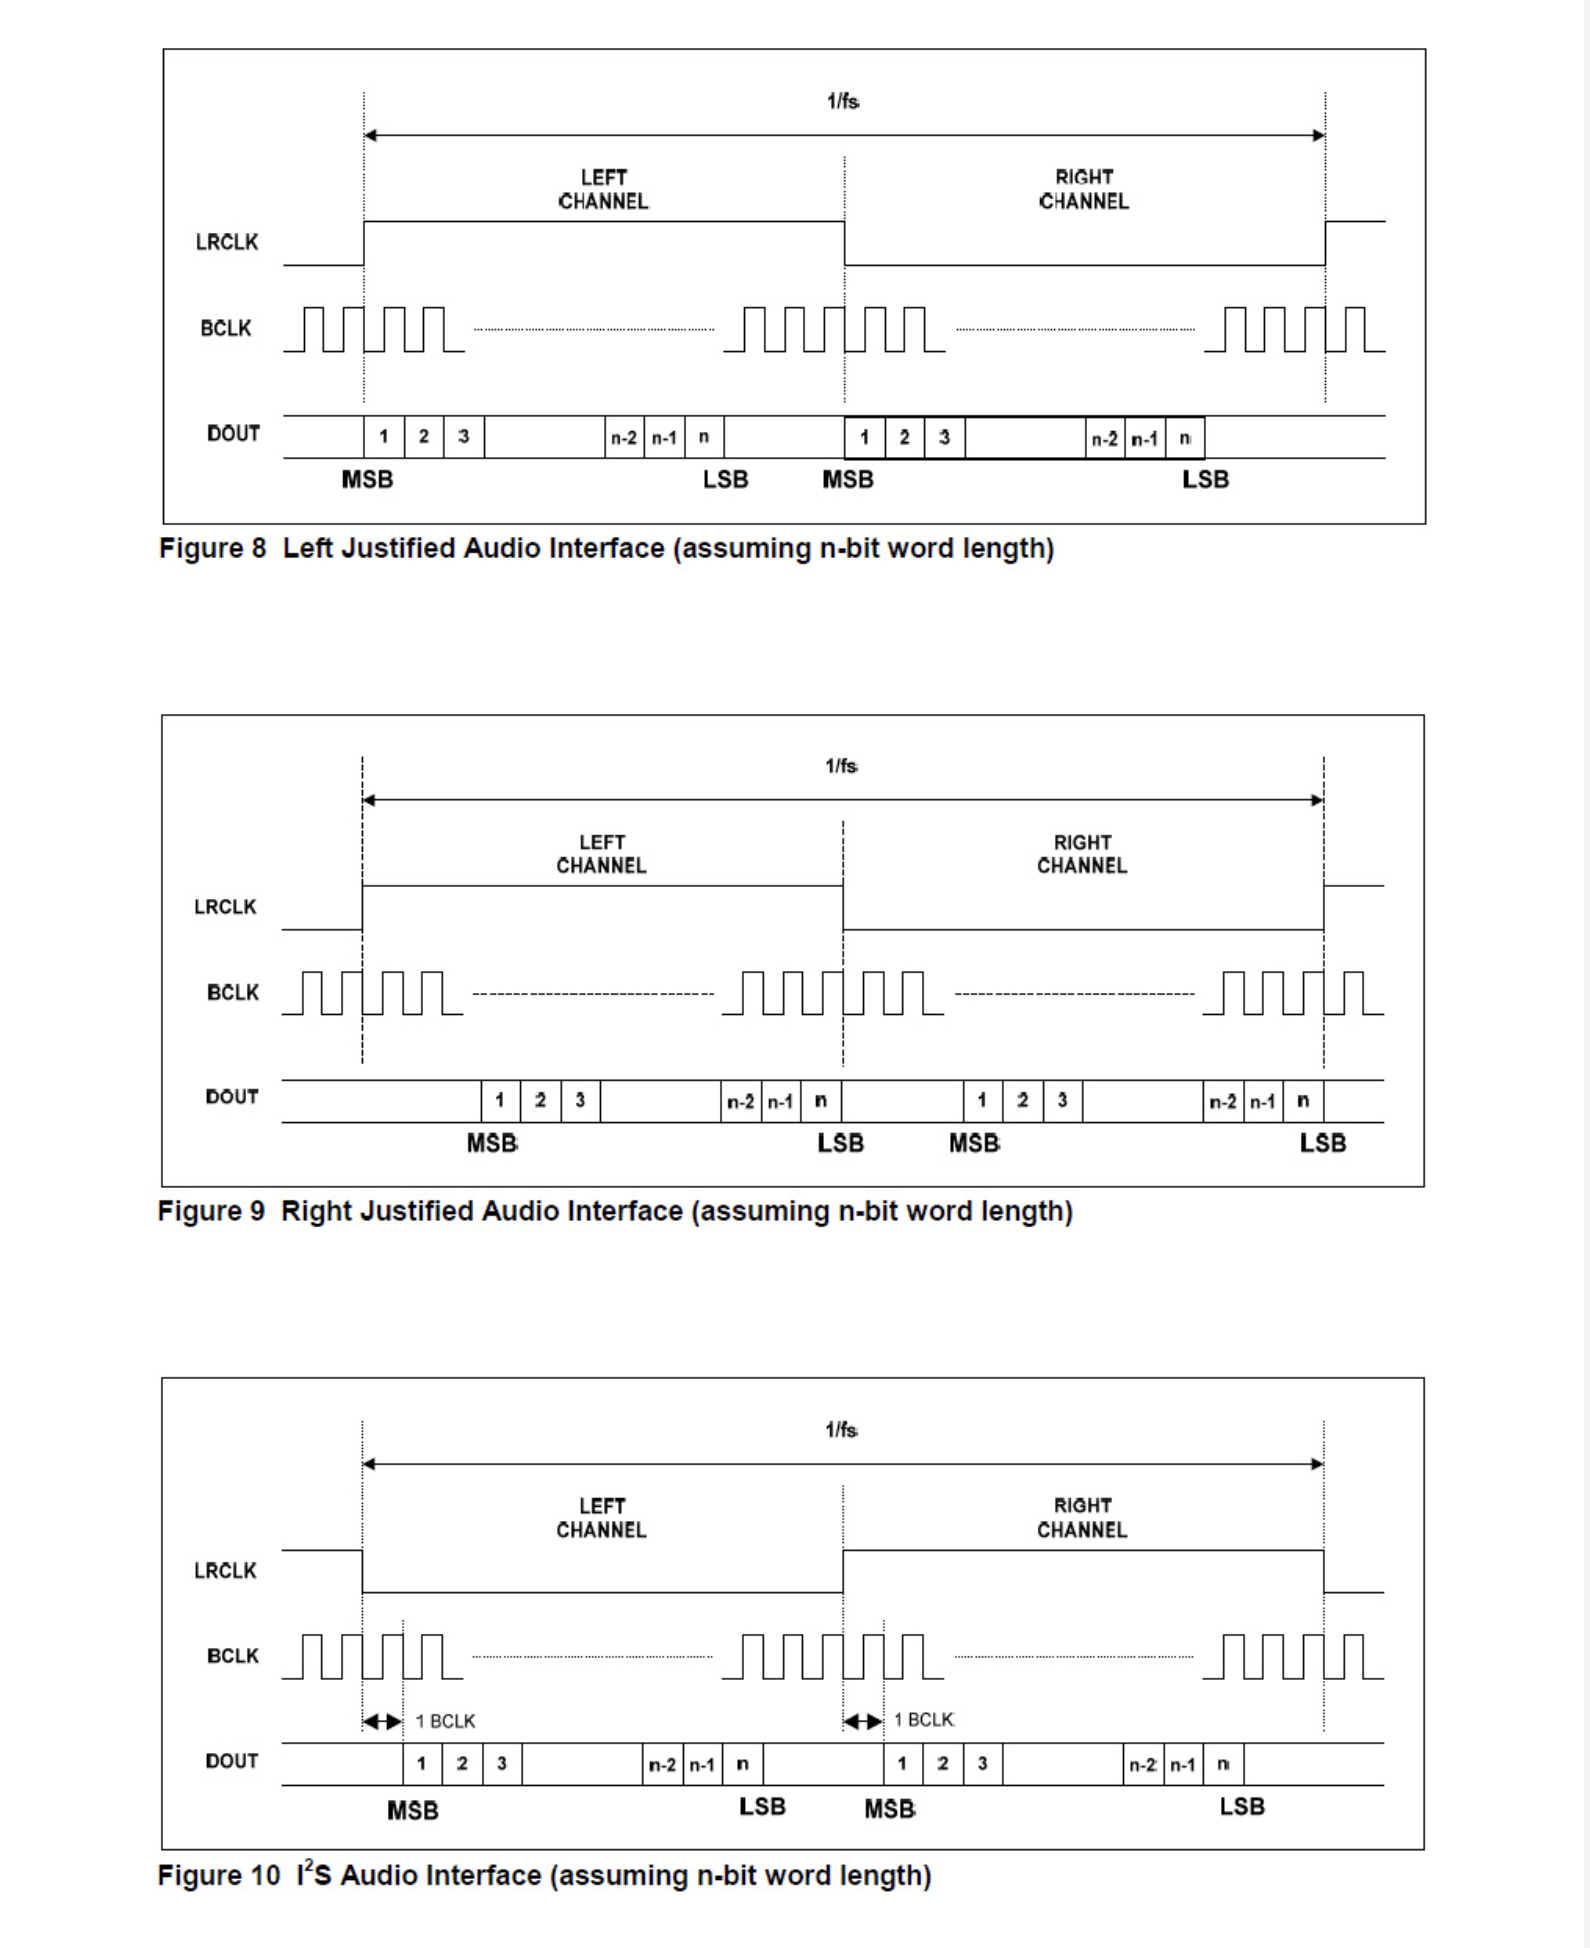 1/fs
LEFT
CHANNEL
RIGHT
CHANNEL
LRCLK
BCLK
DOUT 1 2 3 n-2 n-1 n 1 2 3 n-2 n-1 n
MSB LSB MSB LSB
Figure 8 Left Justified Audio Interface (assuming n-bit word length)
1/fs
LEFT
CHANNEL
RIGHT
CHANNEL
LRCLK
BCLK
DOUT 1 2 3 n-2 n-1 n 1 2 3 n-2 n-1 n
MSB LSB MSB LSB
Figure 9 Right Justified Audio Interface (assuming n-bit word length)
1/fs
LEFT
CHANNEL
RIGHT
CHANNEL
LRCLK
BCLK
1 BCLK 1 BCLK
DOUT 1 2 3 n-2 n-1 n 1 2 3 n-2 n-1 n
MSB LSB MSB LSB
Figure 10 I²S Audio Interface (assuming n-bit word length)